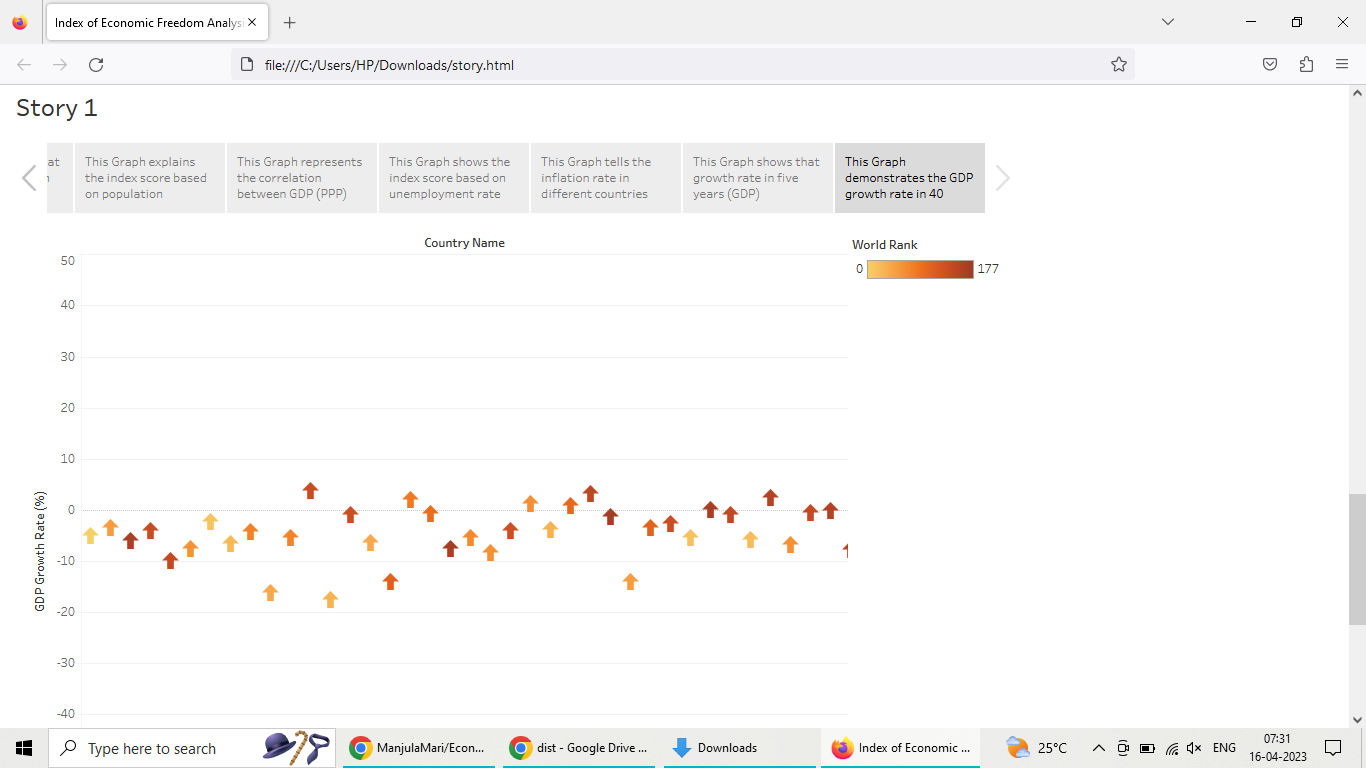 Index of Economic Freedom Analys
file:///C:/Users/HP/Downloads/story.html
Story 1
at
n
This Graph explains
the index score based
on population
This Graph represents
the correlation
between GDP (PPP)
This Graph shows the
index score based on
unemployment rate
This Graph tells the
inflation rate in
different countries
This Graph shows that
growth rate in five
years (GDP)
This Graph
demonstrates the GDP
growth rate in 40
Country Name
World Rank
0
177
50
40
30
20
10
0
-10
-20
-30
-40
GDP Growth Rate (%)
Type here to search
ManjulaMari/Econ...
dist - Google Drive ...
Downloads
Index of Economic ...
25°C
ENG
07:31
16-04-2023